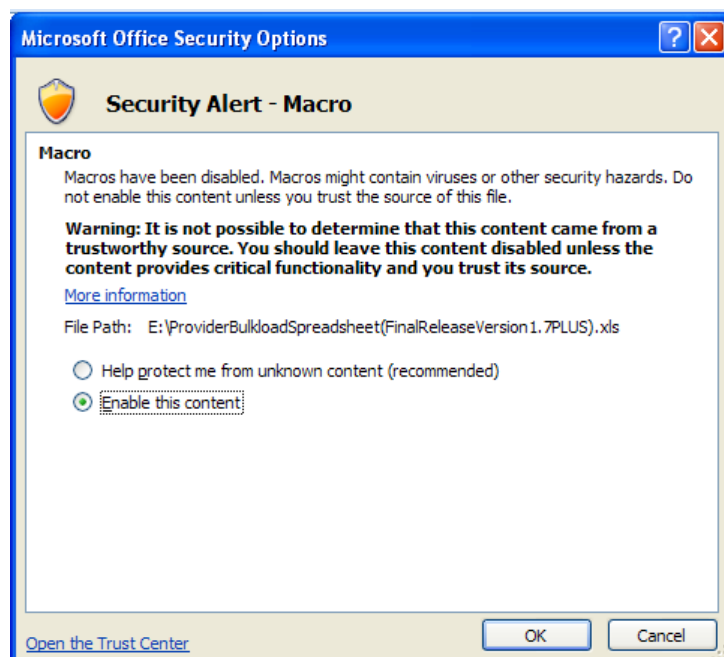 Microsoft Office Security Options
Security Alert - Macro
Macro
Macros have been disabled. Macros might contain viruses or other security hazards. Do
not enable this content unless you trust the source of this file.
Warning: It is not possible to determine that this content came from a
trustworthy source. You should leave this content disabled unless the
content provides critical functionality and you trust its source.
More information
File Path: E:\ProviderBulkloadSpreadsheet(FinalReleaseVersion1.7PLUS).xls
Help protect me from unknown content (recommended)
Enable this content
Open the Trust Center
OK
Cancel